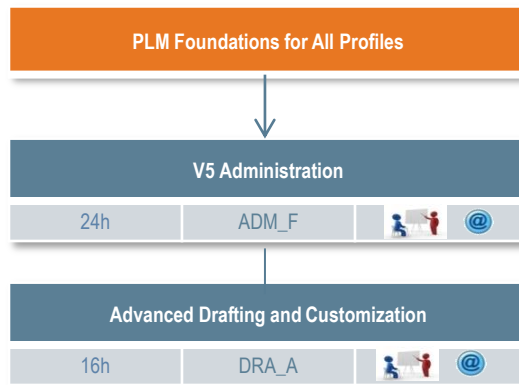 PLM Foundations for All Profiles
V5 Administration
24h ADM_F @
Advanced Drafting and Customization
16h DRA_A @